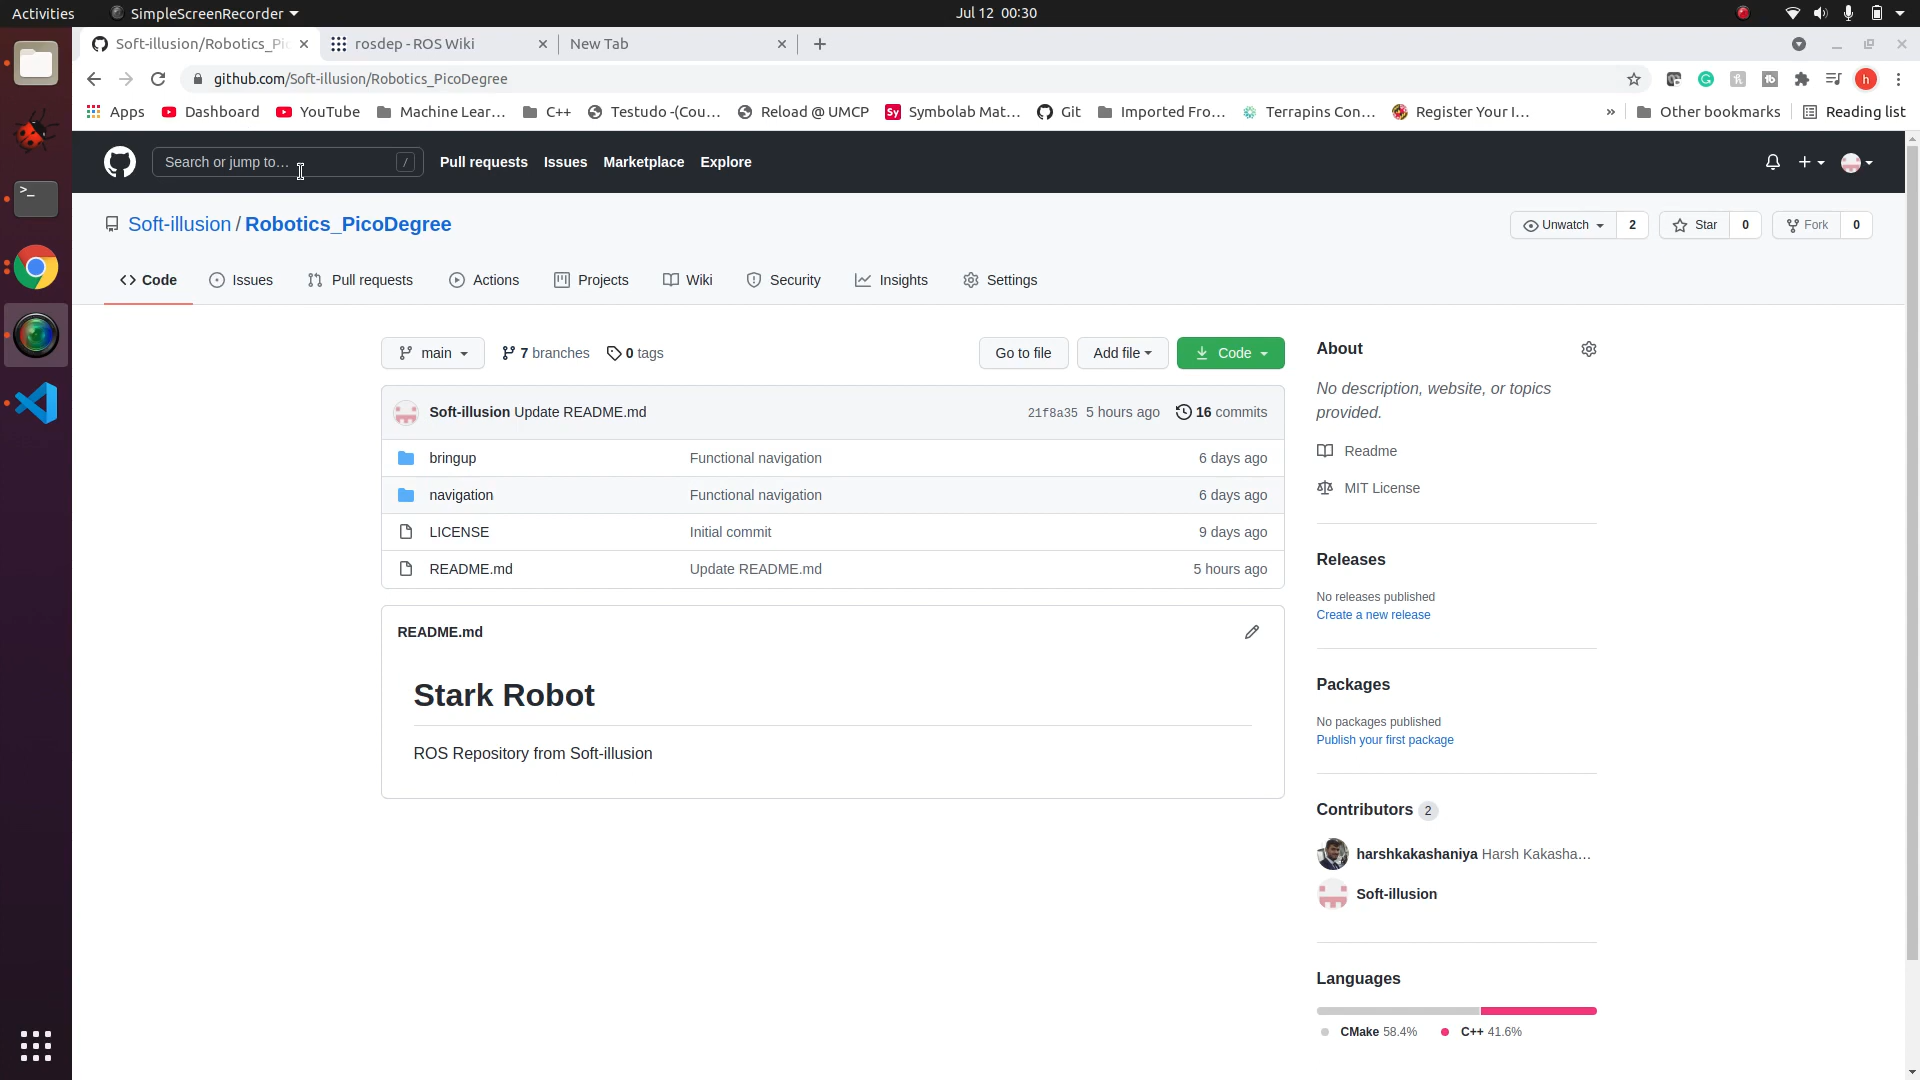 Activities SimpleScreenRecorder Jul 12 00:30
Soft-illusion/Robotics_Pi rosdep - ROS Wiki New Tab
github.com/Soft-illusion/Robotics_PicoDegree h
Apps Dashboard YouTube Machine Lear… C++ Testudo -(Cou… Reload @ UMCP Sy Symbolab Mat… Git Imported Fro… Terrapins Con… Register Your I… » Other bookmarks Reading list
Search or jump to… / Pull requests Issues Marketplace Explore
Soft-illusion / Robotics_PicoDegree Unwatch 2 Star 0 Fork 0
Code Issues Pull requests Actions Projects Wiki Security Insights Settings
main 7 branches 0 tags Go to file Add file Code
Soft-illusion Update README.md 21f8a35 5 hours ago 16 commits
bringup Functional navigation 6 days ago
navigation Functional navigation 6 days ago
LICENSE Initial commit 9 days ago
README.md Update README.md 5 hours ago
README.md
Stark Robot
ROS Repository from Soft-illusion
About
No description, website, or topics
provided.
Readme
MIT License
Releases
No releases published
Create a new release
Packages
No packages published
Publish your first package
Contributors 2
harshkakashaniya Harsh Kakasha…
Soft-illusion
Languages
CMake 58.4% C++ 41.6%